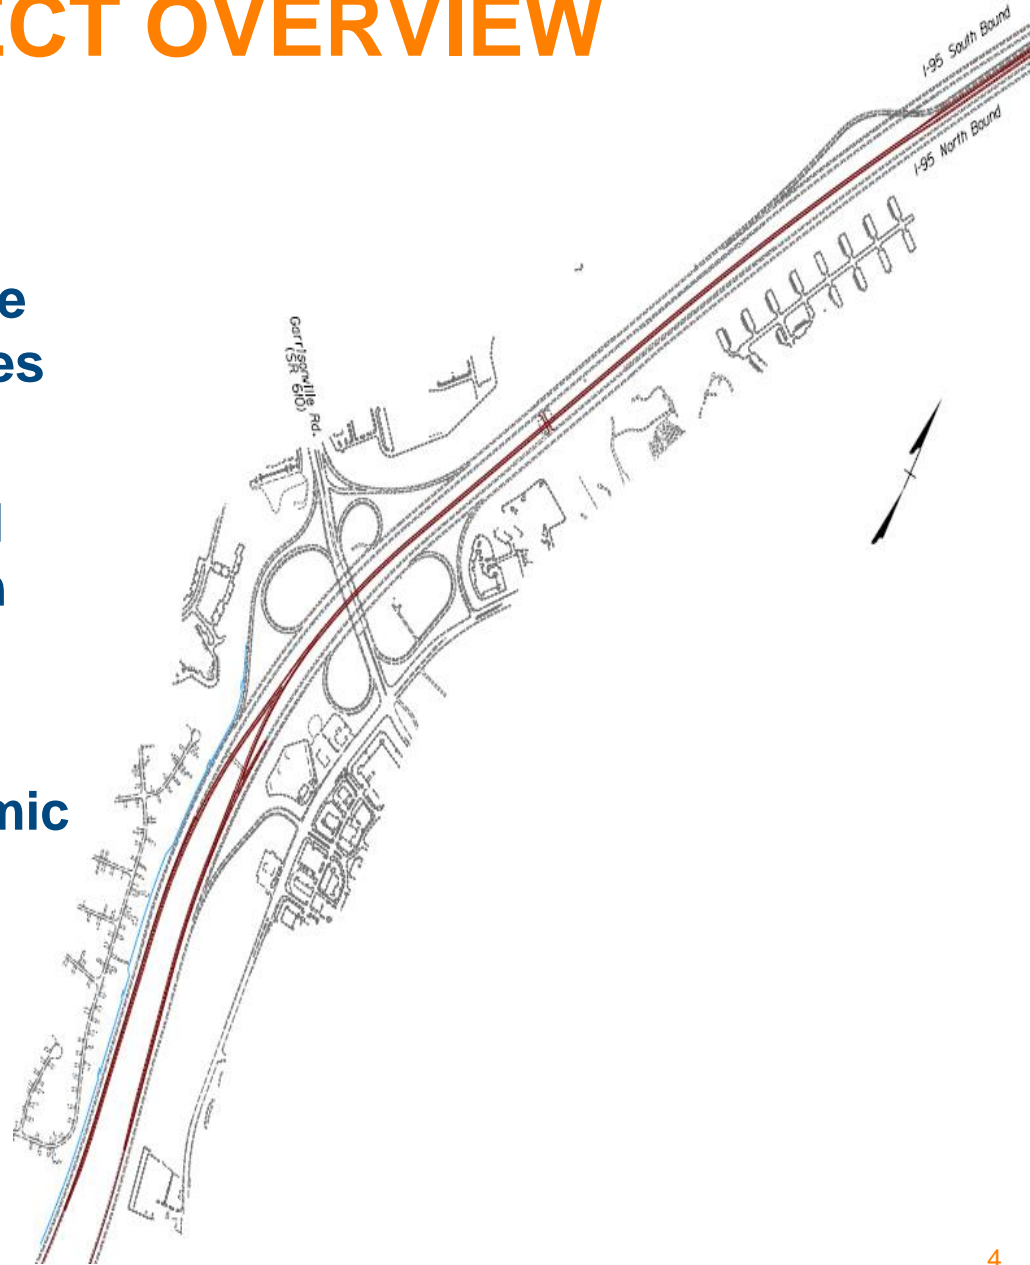 ECT OVERVIEW
I-95 South Bound
I-95 North Bound
e
es
Garrisonville Rd.
(SR 610)
d
n
mic
4